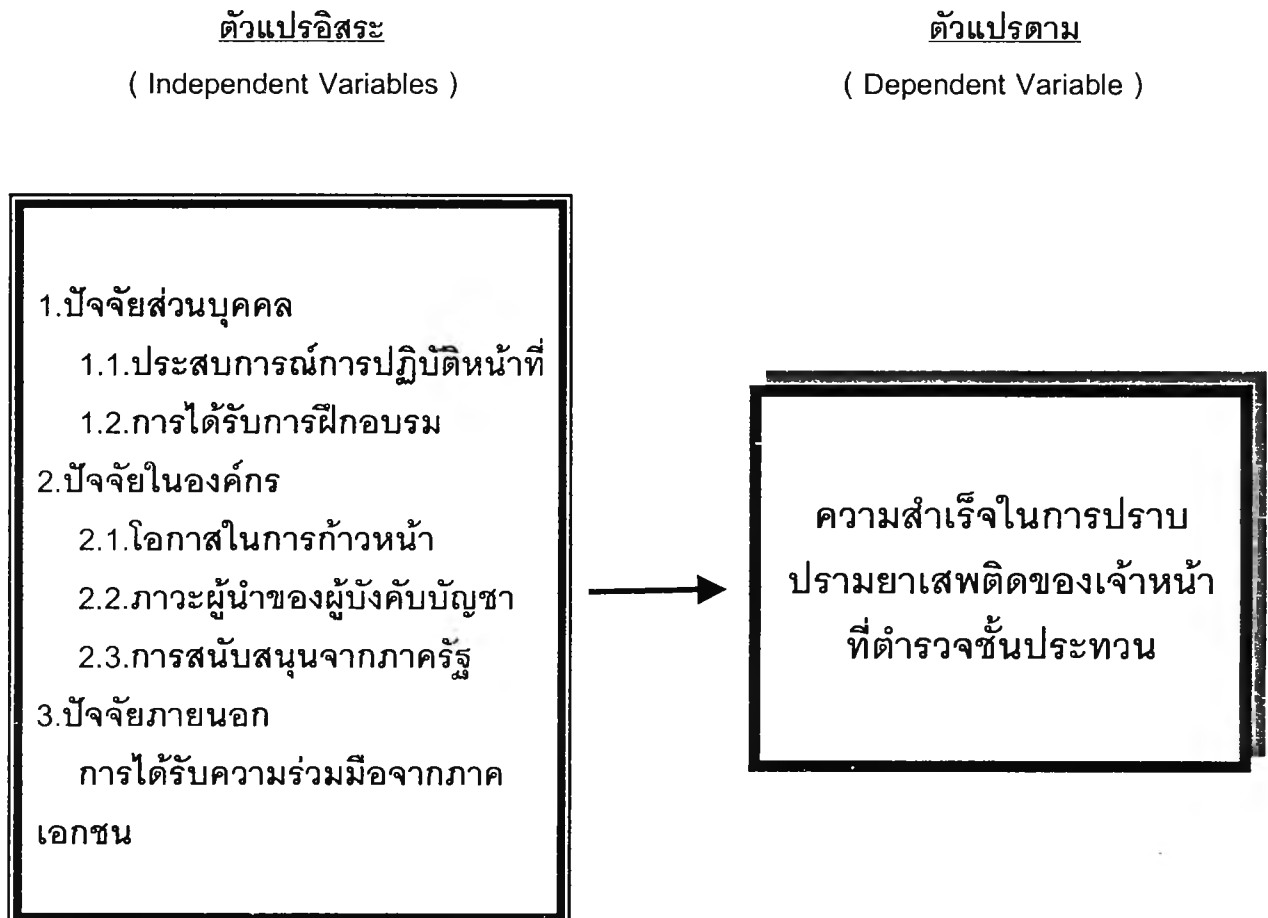 ตัวแปรอิสระ
( Independent Variables )
ตัวแปรตาม
( Dependent Variable )
1.ปัจจัยส่วนบุคคล
1.1.ประสบการณ์การปฏิบัติหน้าที่
1.2.การได้รับการฝึกอบรม
2.ปัจจัยในองค์กร
2.1.โอกาสในการก้าวหน้า
2.2.ภาวะผู้นำของผู้บังคับบัญชา
2.3.การสนับสนุนจากภาครัฐ
3.ปัจจัยภายนอก
การได้รับความร่วมมือจากภาค
เอกชน
ความสำเร็จในการปราบ
ปรามยาเสพติดของเจ้าหน้า
ที่ตำรวจชั้นประทวน